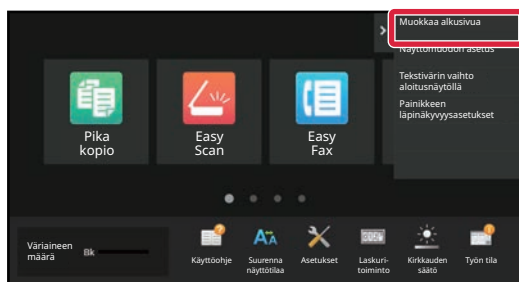 Muokkaa alkusivua
Näyttömuodon asetus
Tekstivärin vaihto
aloitusnäytöllä
Painikkeen
läpinäkyvyysasetukset
Pika
kopio
Easy
Scan
Easy
Fax
Väriaineen
määrä
Bk
Käyttöohje
Suurenna
näyttötilaa
Asetukset
Laskuri-
toiminto
Kirkkauden
säätö
Työn tila